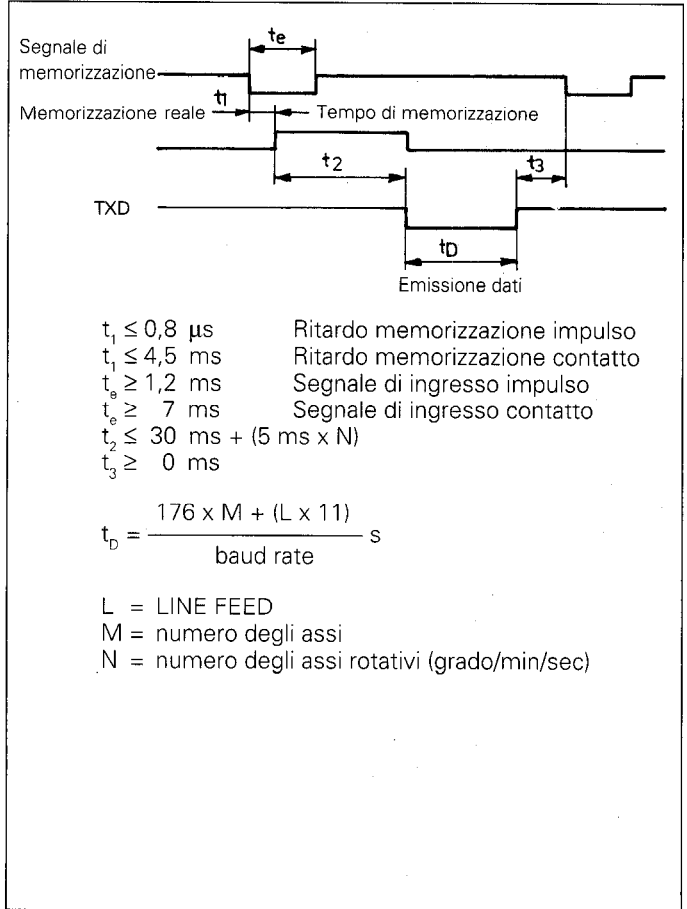 te
Segnale di
memorizzazione
t1
Memorizzazione reale
Tempo di memorizzazione
t2
t3
TXD
tD
Emissione dati
t₁ ≤ 0,8 μs Ritardo memorizzazione impulso
t₁ ≤ 4,5 ms Ritardo memorizzazione contatto
tₑ ≥ 1,2 ms Segnale di ingresso impulso
tₑ ≥ 7 ms Segnale di ingresso contatto
t₂ ≤ 30 ms + (5 ms x N)
t₃ ≥ 0 ms
176 x M + (L x 11)
t_D = s
baud rate
L = LINE FEED
M = numero degli assi
N = numero degli assi rotativi (grado/min/sec)